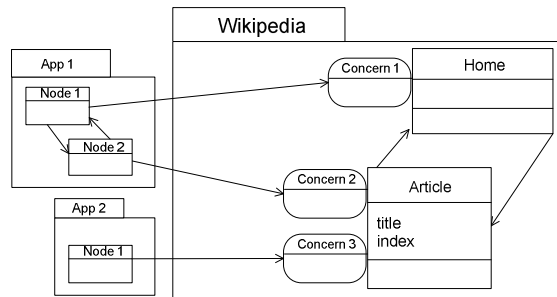 Wikipedia
App 1
Node 1
Node 2
Concern 1
Home
Concern 2
Article
title
index
App 2
Node 1
Concern 3